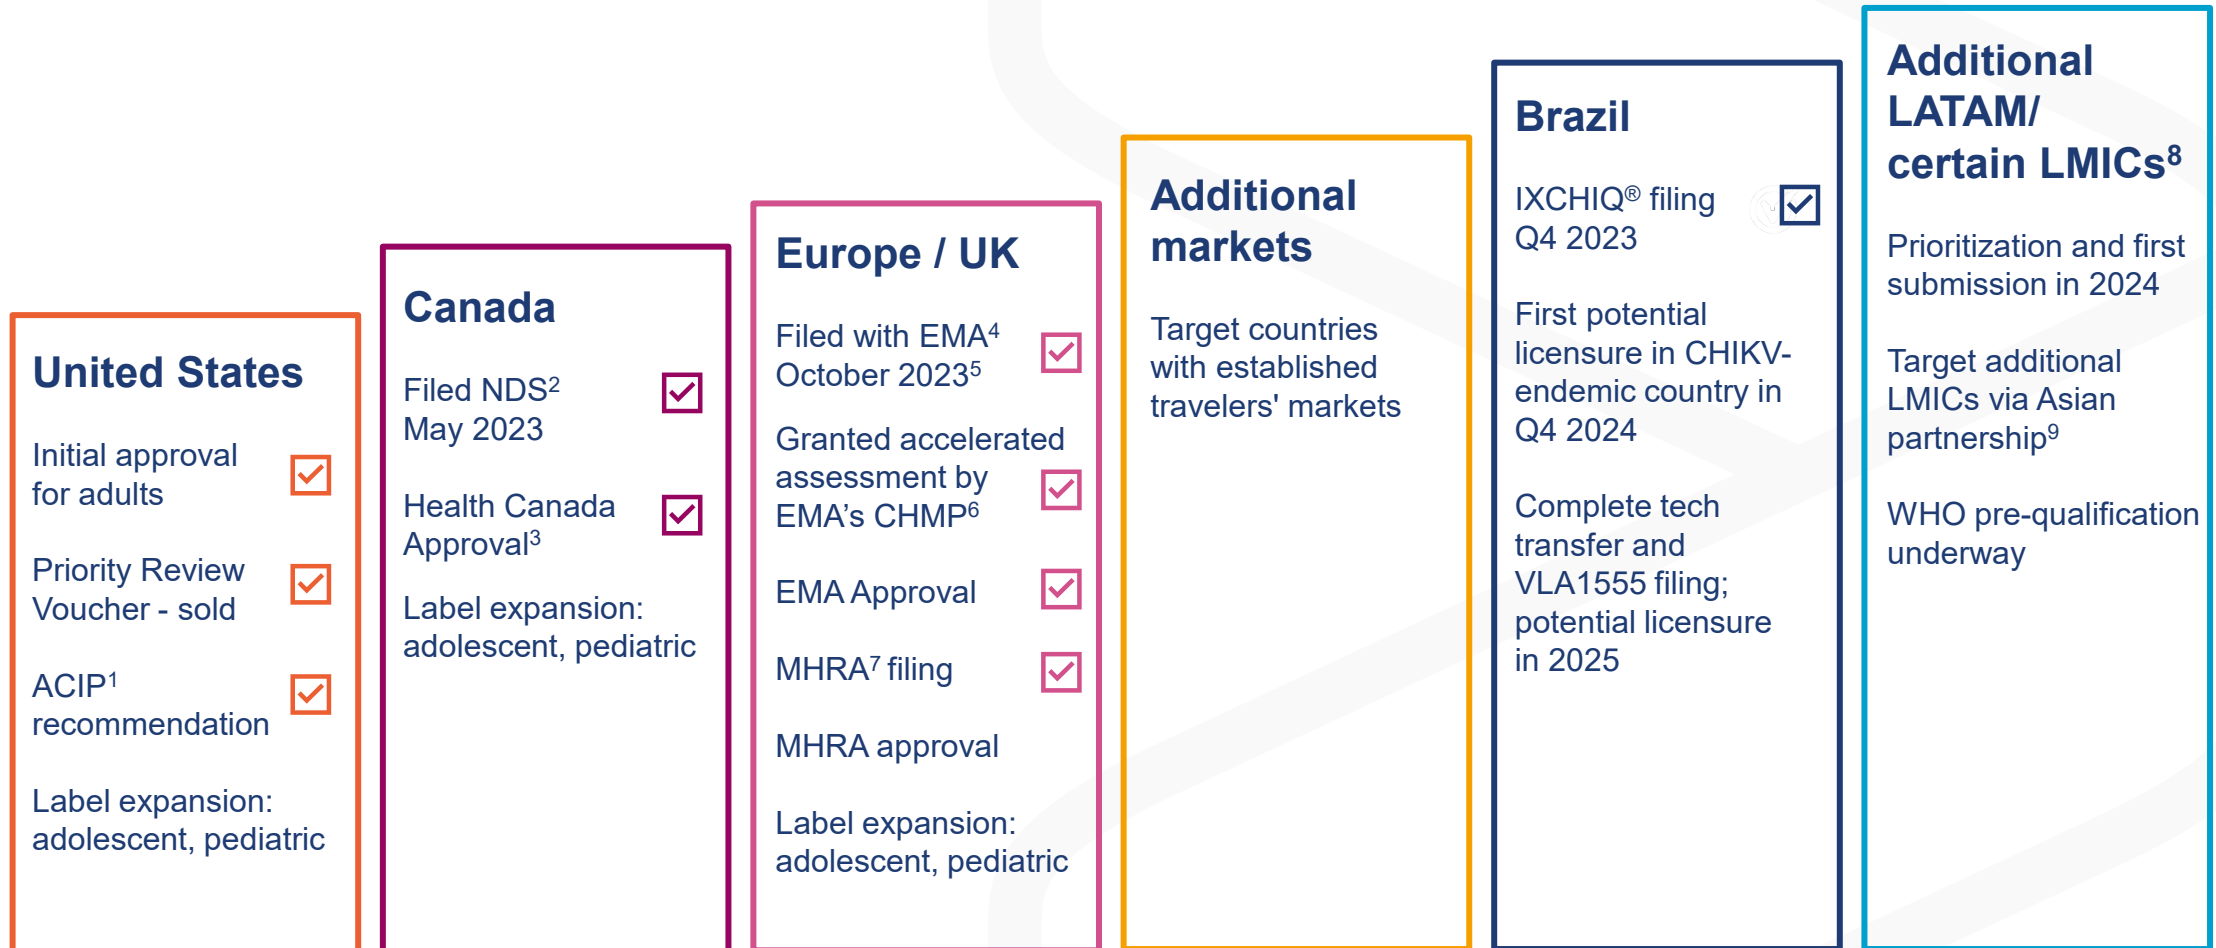 United States
Initial approval
for adults
Priority Review
Voucher - sold
ACIP¹
recommendation
Label expansion:
adolescent, pediatric
Canada
Filed NDS²
May 2023
Health Canada
Approval³
Label expansion:
adolescent, pediatric
Europe / UK
Filed with EMA⁴
October 2023⁵
Granted accelerated
assessment by
EMA’s CHMP⁶
EMA Approval
MHRA⁷ filing
MHRA approval
Label expansion:
adolescent, pediatric
Additional
markets
Target countries
with established
travelers' markets
Brazil
IXCHIQ® filing
Q4 2023
First potential
licensure in CHIKV-
endemic country in
Q4 2024
Complete tech
transfer and
VLA1555 filing;
potential licensure
in 2025
Additional
LATAM/
certain LMICs⁸
Prioritization and first
submission in 2024
Target additional
LMICs via Asian
partnership⁹
WHO pre-qualification
underway